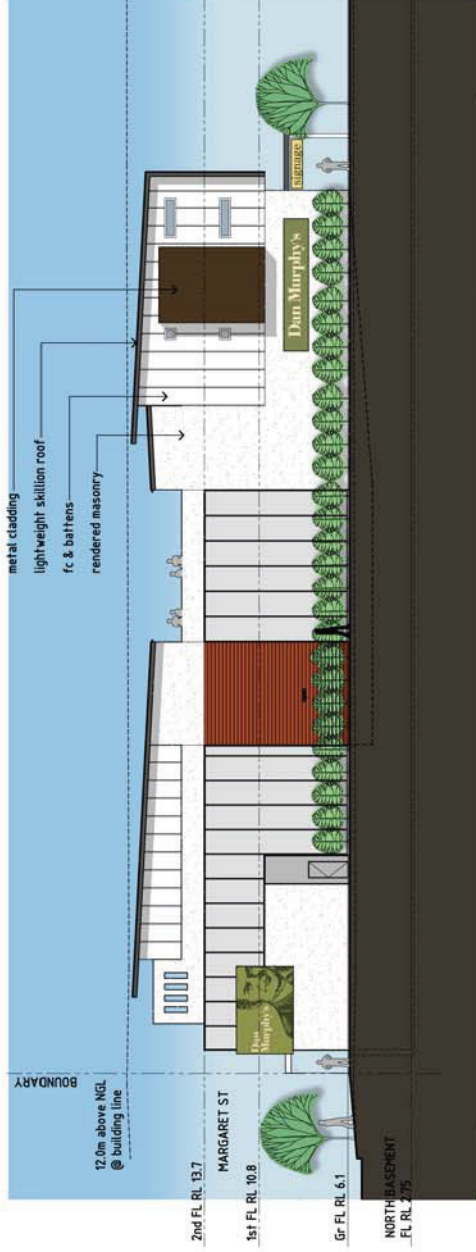 metal cladding
lightweight skillion roof
fc & battens
rendered masonry
BOUNDARY
12.0m above NGL
@ building line
2nd FL RL 13.7
MARGARET ST
1st FL RL 10.8
Gr FL RL 6.1
NORTH BASEMENT
FL RL 2.75
Dan
Murphy's
Dan Murphy's
signage